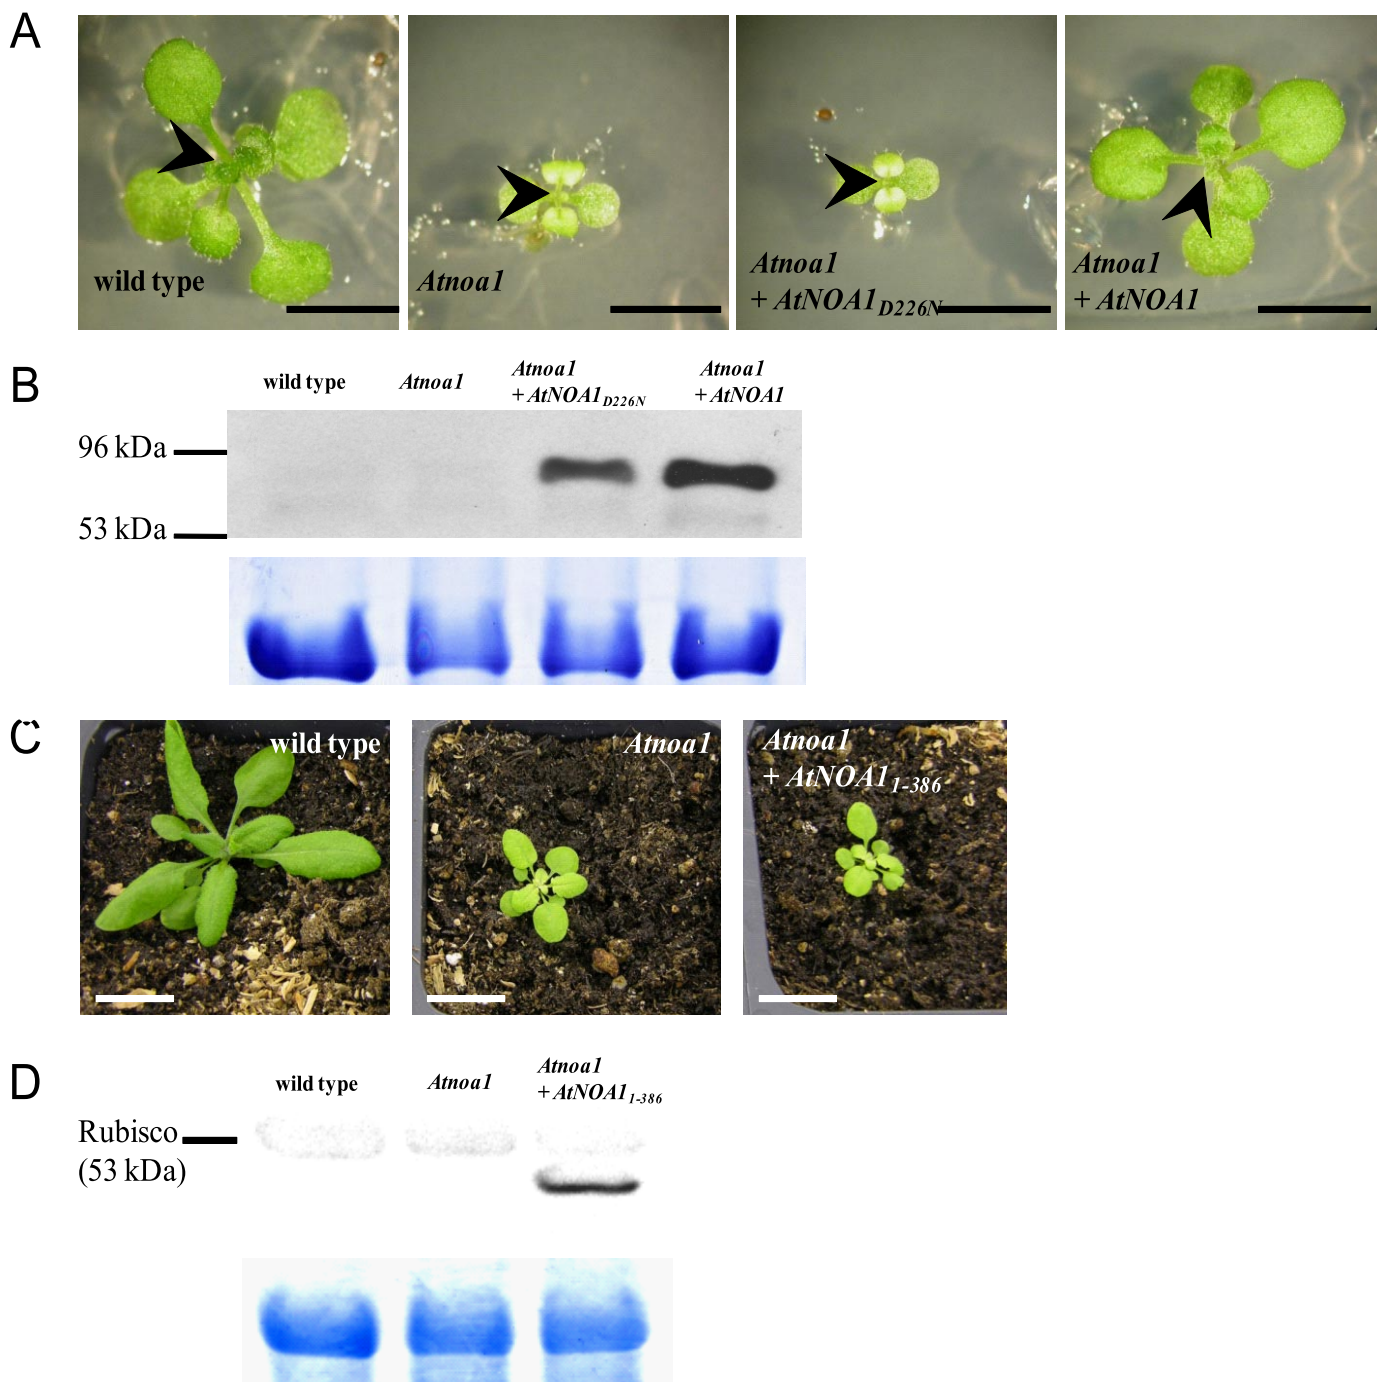 A
wild type
Atnoa1
Atnoa1
+ AtNOA1D226N
Atnoa1
+ AtNOA1
B
wild type
Atnoa1
Atnoa1
+ AtNOA1D226N
Atnoa1
+ AtNOA1
96 kDa
53 kDa
C
wild type
Atnoa1
Atnoa1
+ AtNOA11-386
D
wild type
Atnoa1
Atnoa1
+ AtNOA11-386
Rubisco
(53 kDa)